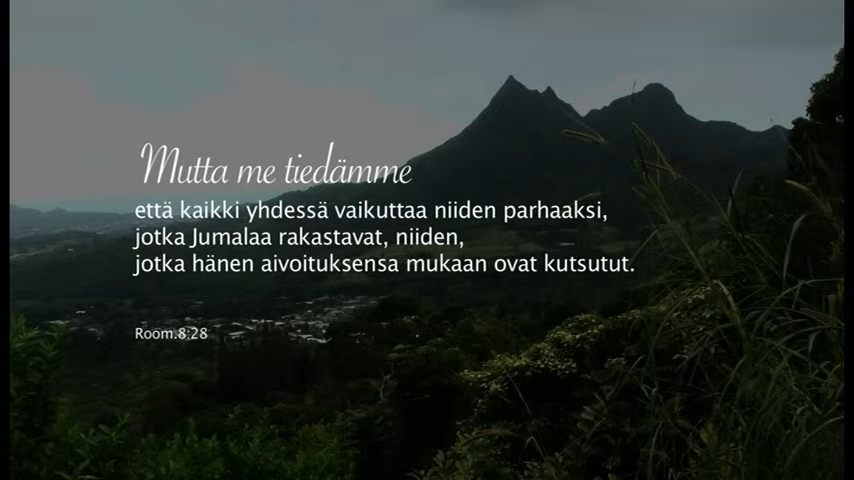 Mutta me tiedämme
että kaikki yhdessä vaikuttaa niiden parhaaksi,
jotka Jumalaa rakastavat, niiden,
jotka hänen aivoituksensa mukaan ovat kutsutut.
Room.8:28